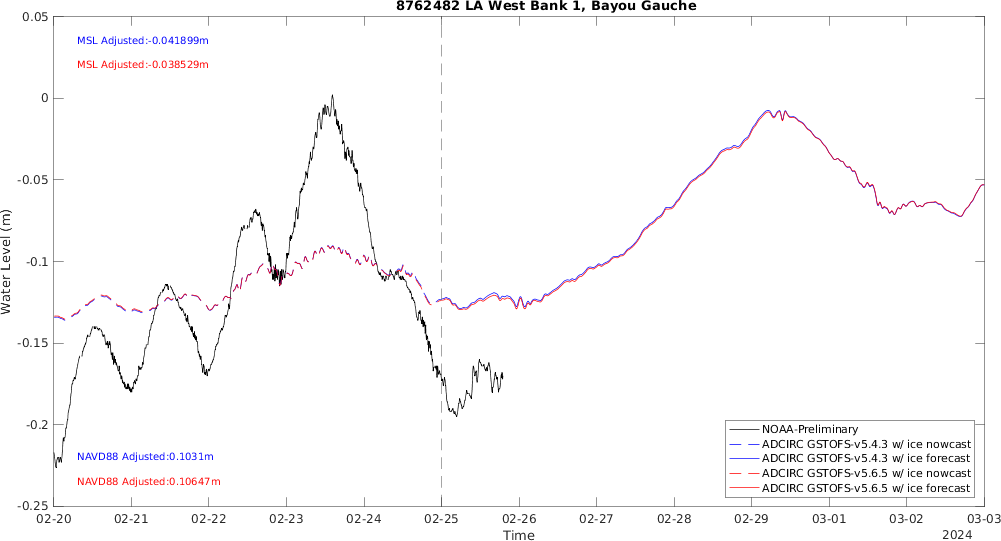 8762482 LA West Bank 1, Bayou Gauche
0.05
MSL Adjusted:-0.041899m
MSL Adjusted:-0.038529m
0
-0.05
-0.1
-0.15
-0.2
-0.25
Water Level (m)
NAVD88 Adjusted:0.1031m
NAVD88 Adjusted:0.10647m
NOAA-Preliminary
ADCIRC GSTOFS-v5.4.3 w/ ice nowcast
ADCIRC GSTOFS-v5.4.3 w/ ice forecast
ADCIRC GSTOFS-v5.6.5 w/ ice nowcast
ADCIRC GSTOFS-v5.6.5 w/ ice forecast
02-20 02-21 02-22 02-23 02-24 02-25 02-26 02-27 02-28 02-29 03-01 03-02 03-03
Time
2024